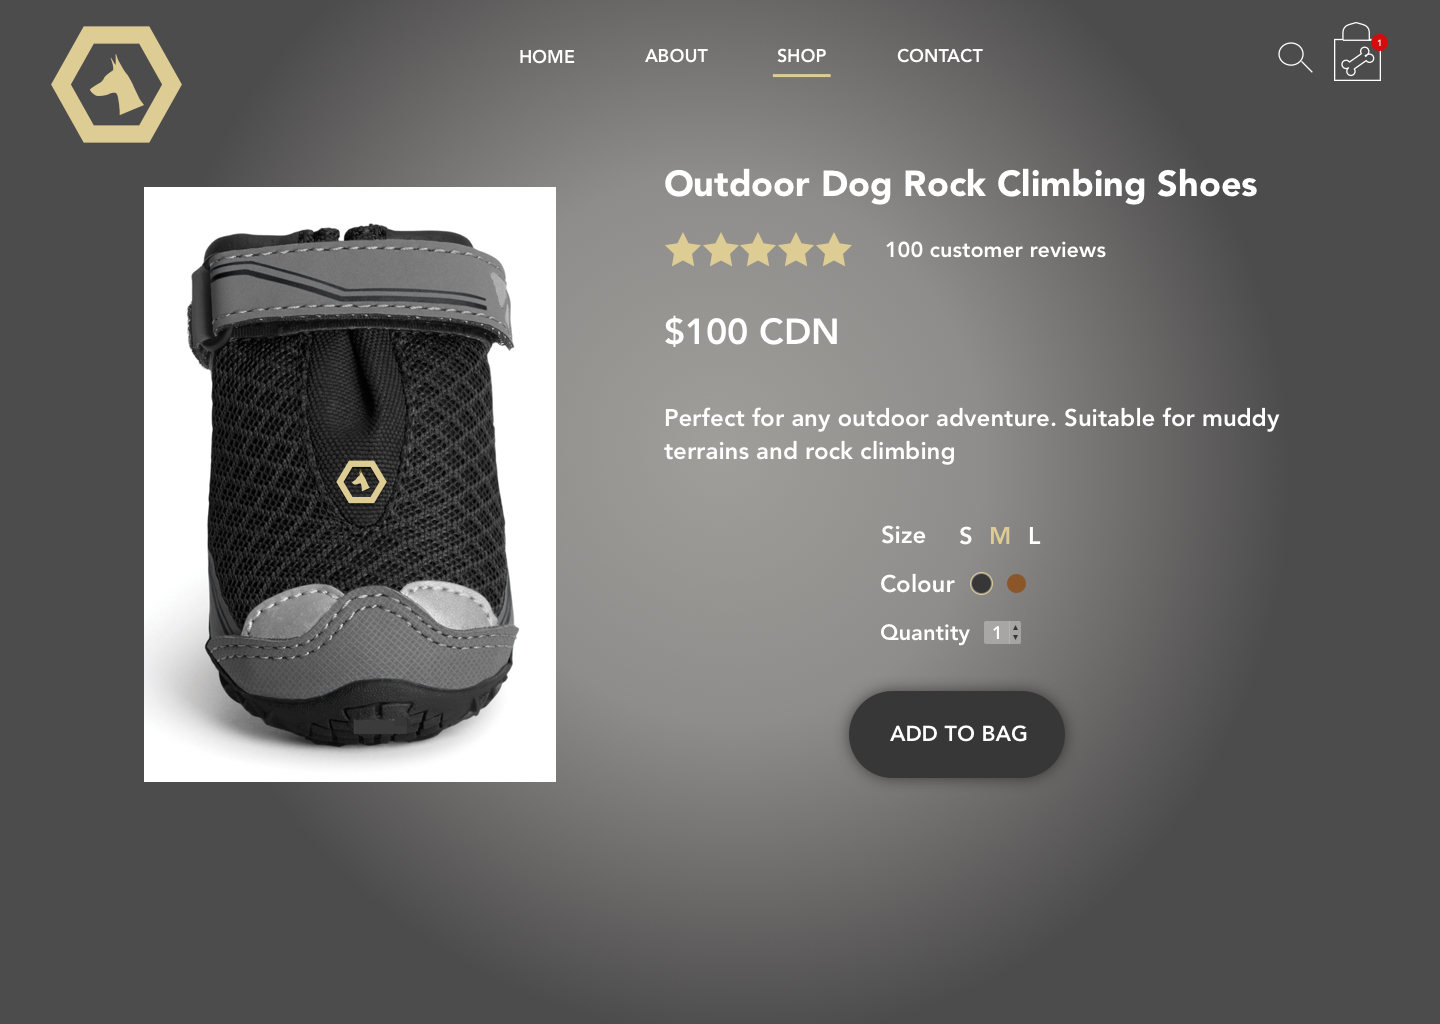 HOME ABOUT SHOP CONTACT
1
Outdoor Dog Rock Climbing Shoes
100 customer reviews
$100 CDN
Perfect for any outdoor adventure. Suitable for muddy
terrains and rock climbing
Size S M L
Colour
Quantity 1
ADD TO BAG